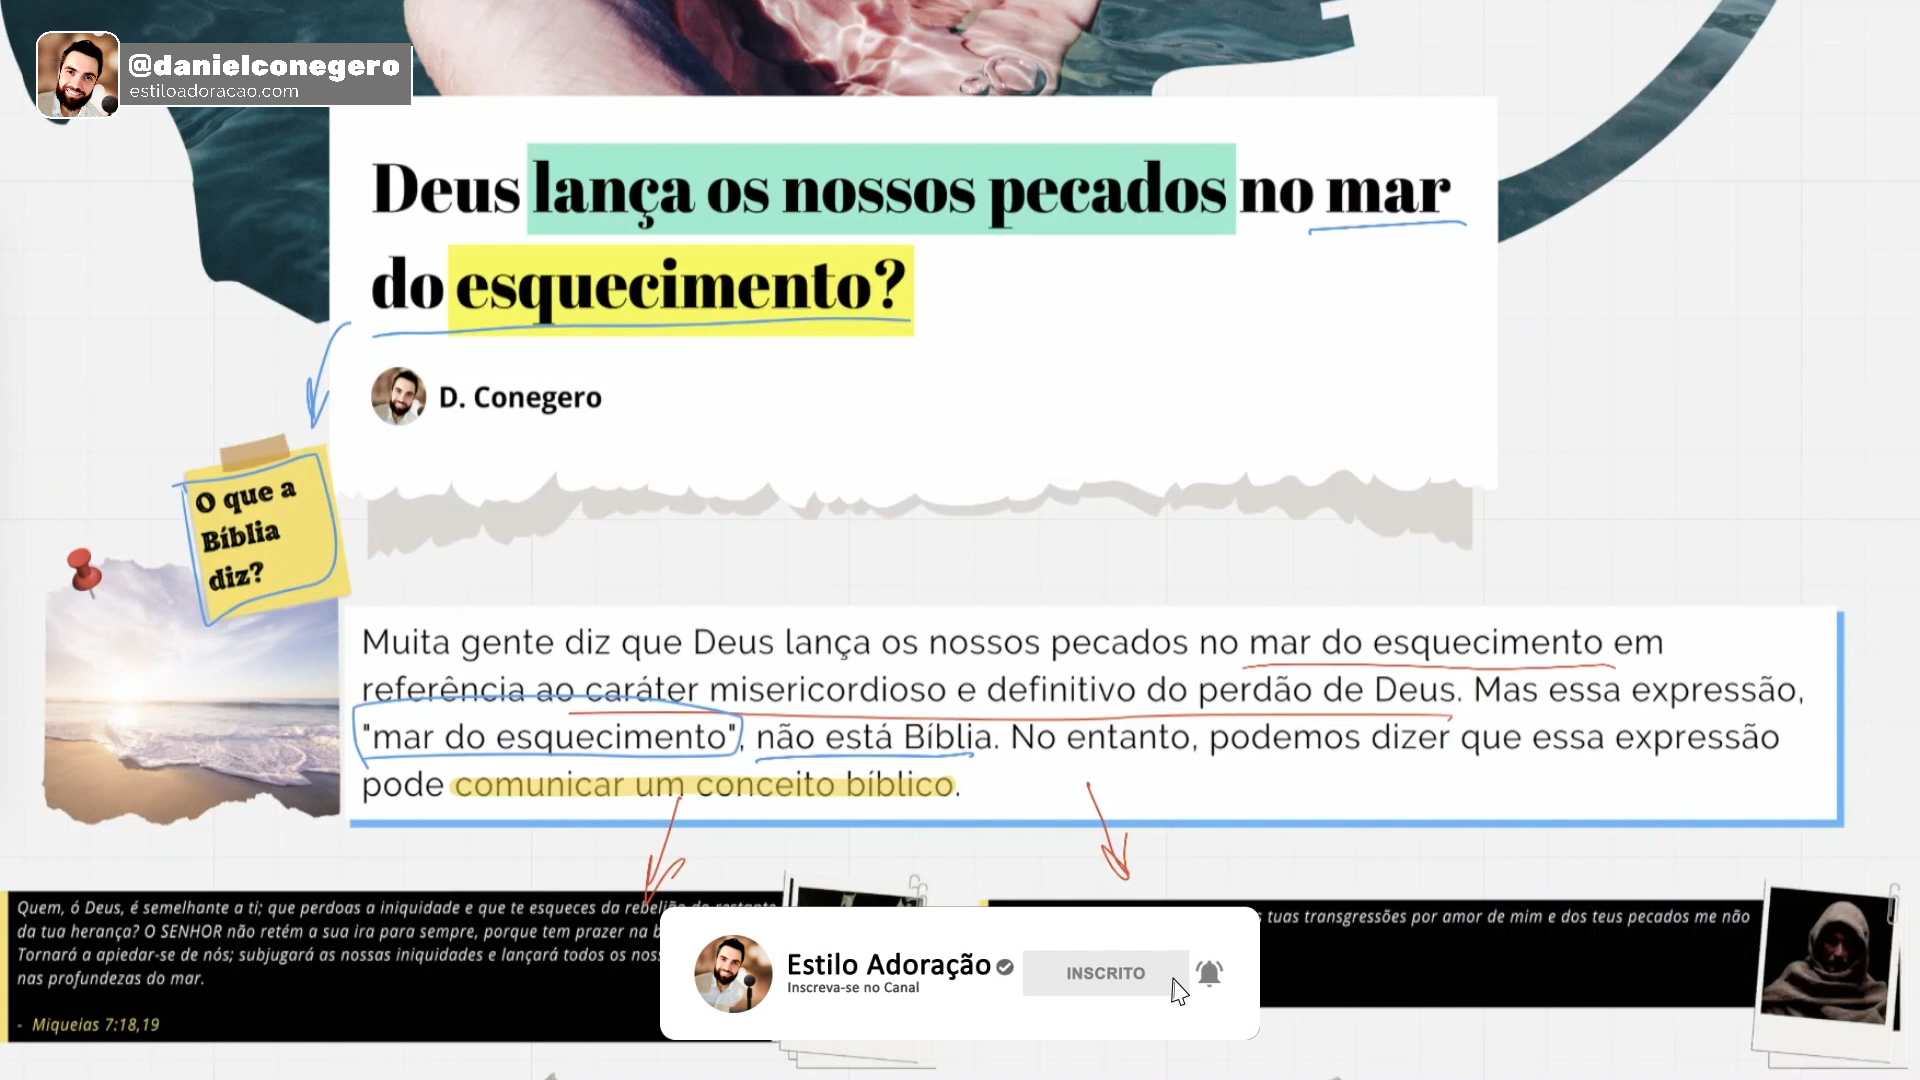 @danielconegero
estiloadoracao.com
Deus lança os nossos pecados no mar
do esquecimento?
D. Conegero
O que a
Bíblia
diz?
Muita gente diz que Deus lança os nossos pecados no mar do esquecimento em
referência ao caráter misericordioso e definitivo do perdão de Deus. Mas essa expressão,
"mar do esquecimento", não está Bíblia. No entanto, podemos dizer que essa expressão
pode comunicar um conceito bíblico.
Quem, ó Deus, é semelhante a ti; que perdoas a iniquidade e que te esqueces da rebelião do restante
da tua herança? O SENHOR não retém a sua ira para sempre, porque tem prazer na
Tornará a apiedar-se de nós; subjugará as nossas iniquidades e lançará todos os
nas profundezas do mar.
- Miqueias 7:18,19
tuas transgressões por amor de mim e dos teus pecados me não
Estilo Adoração
Inscreva-se no Canal
INSCRITO